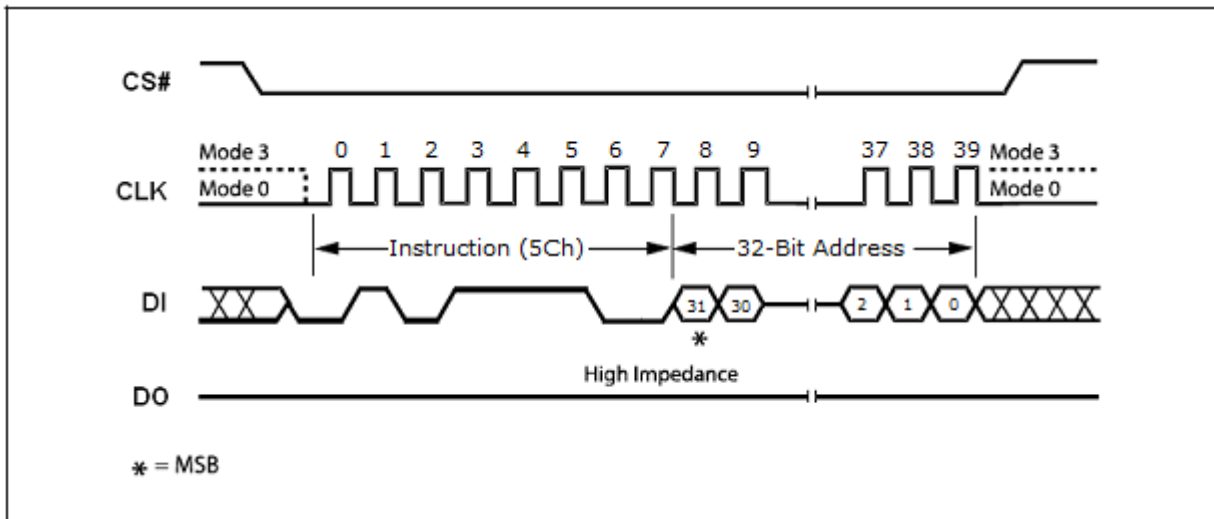 CS#
Mode 3 0 1 2 3 4 5 6 7 8 9 37 38 39 Mode 3
CLK Mode 0 Mode 0
Instruction (5Ch) 32-Bit Address
DI 31 30 2 1 0
*
High Impedance
DO
* = MSB